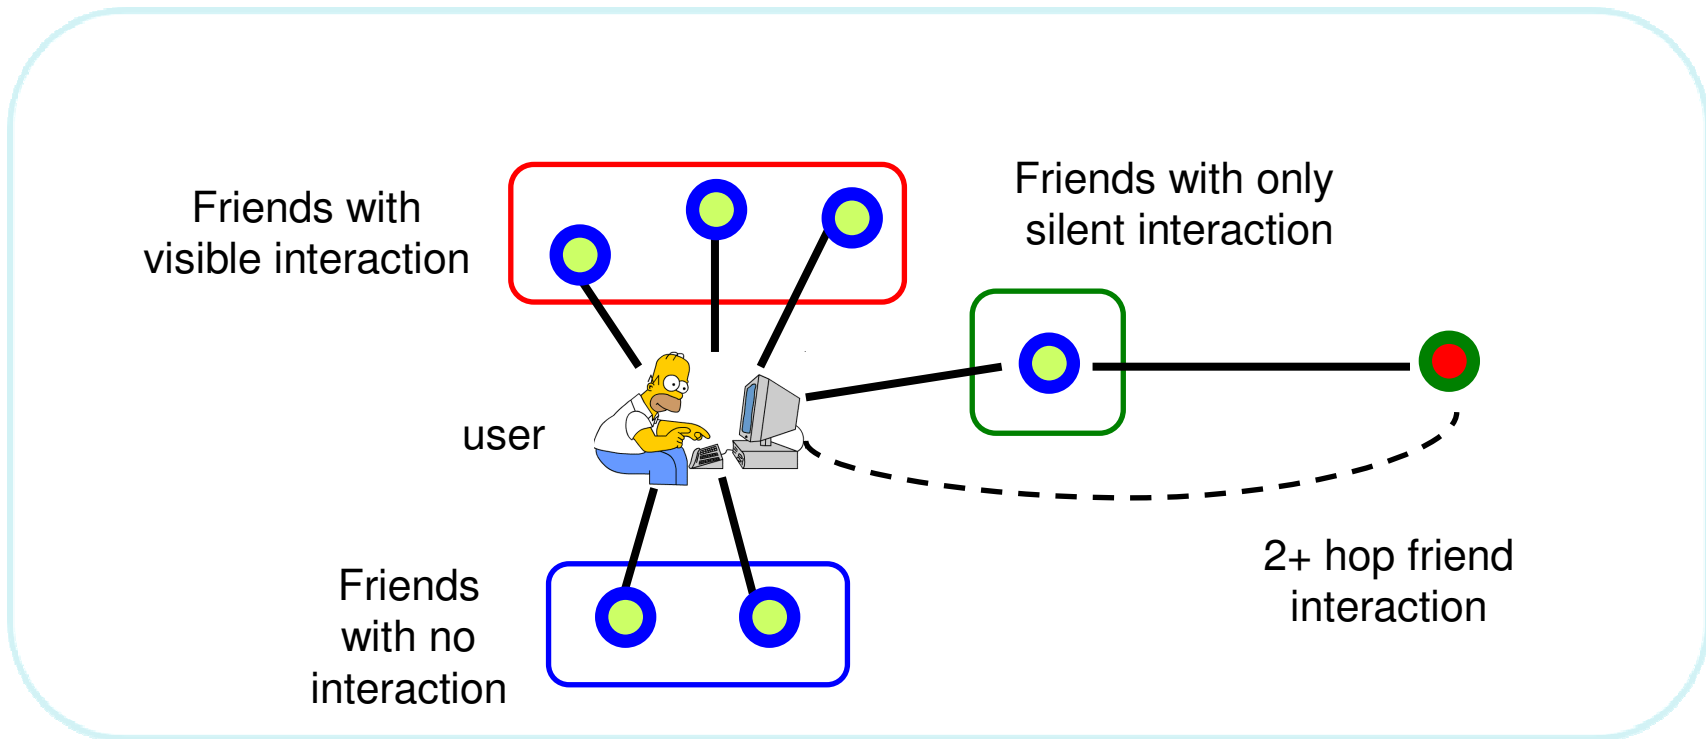 Friends with
visible interaction
Friends with only
silent interaction
user
2+ hop friend
interaction
Friends
with no
interaction